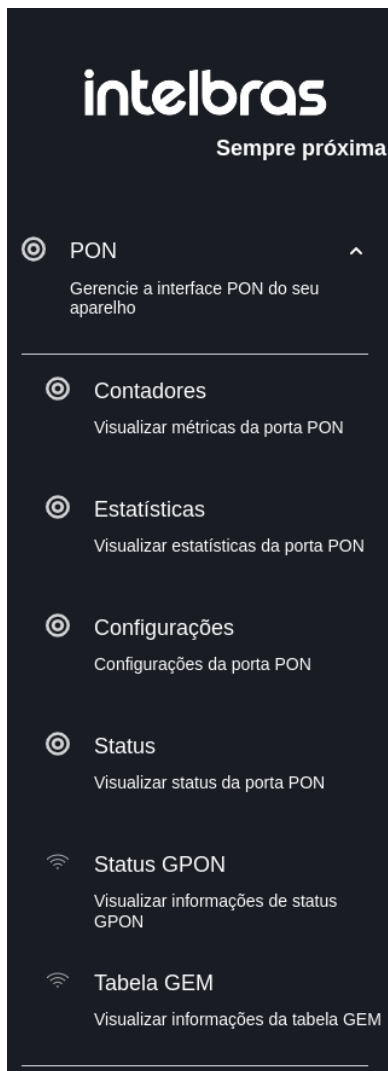 intelbras
Sempre próxima
PON
Gerencie a interface PON do seu
aparelho
Contadores
Visualizar métricas da porta PON
Estatísticas
Visualizar estatísticas da porta PON
Configurações
Configurações da porta PON
Status
Visualizar status da porta PON
Status GPON
Visualizar informações de status
GPON
Tabela GEM
Visualizar informações da tabela GEM